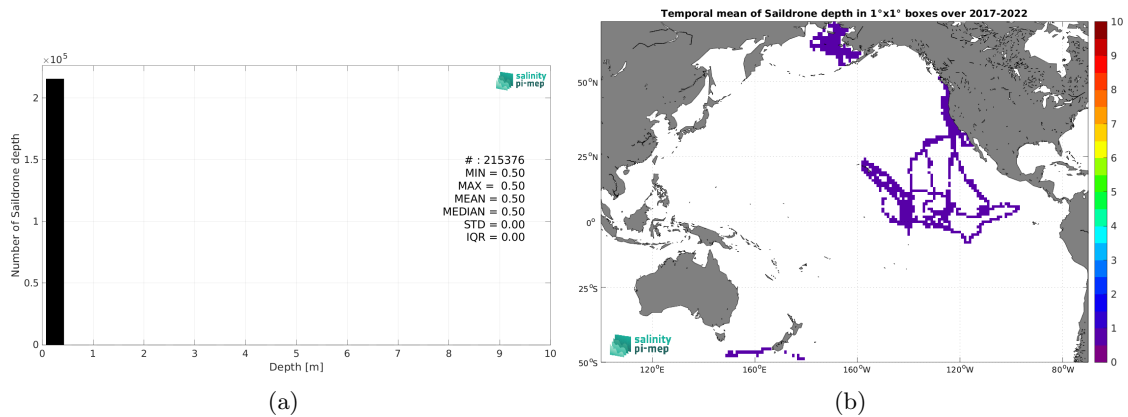 ×10⁵
2
1.5
1
0.5
0
0
1
2
3
4
5
6
7
8
9
10
Number of Saildrone depth
Depth [m]
salinity
pi-mep
# : 215376
MIN = 0.50
MAX = 0.50
MEAN = 0.50
MEDIAN = 0.50
STD = 0.00
IQR = 0.00
(a)
Temporal mean of Saildrone depth in 1°x1° boxes over 2017-2022
50°N
25°N
0°
25°S
50°S
120°E
160°E
160°W
120°W
80°W
salinity
pi-mep
10
9
8
7
6
5
4
3
2
1
0
(b)